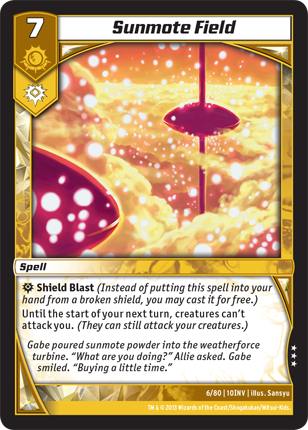 7
Sunmote Field
Spell
Shield Blast (Instead of putting this spell into your
hand from a broken shield, you may cast it for free.)
Until the start of your next turn, creatures can't
attack you. (They can still attack your creatures.)
Gabe poured sunmote powder into the weatherforce
turbine. "What are you doing?" Allie asked. Gabe
smiled. "Buying a little time."
6/80 | 10INV | illus. Sansyu
TM & © 2013 Wizards of the Coast/Shogakukan/Mitsui-Kids.